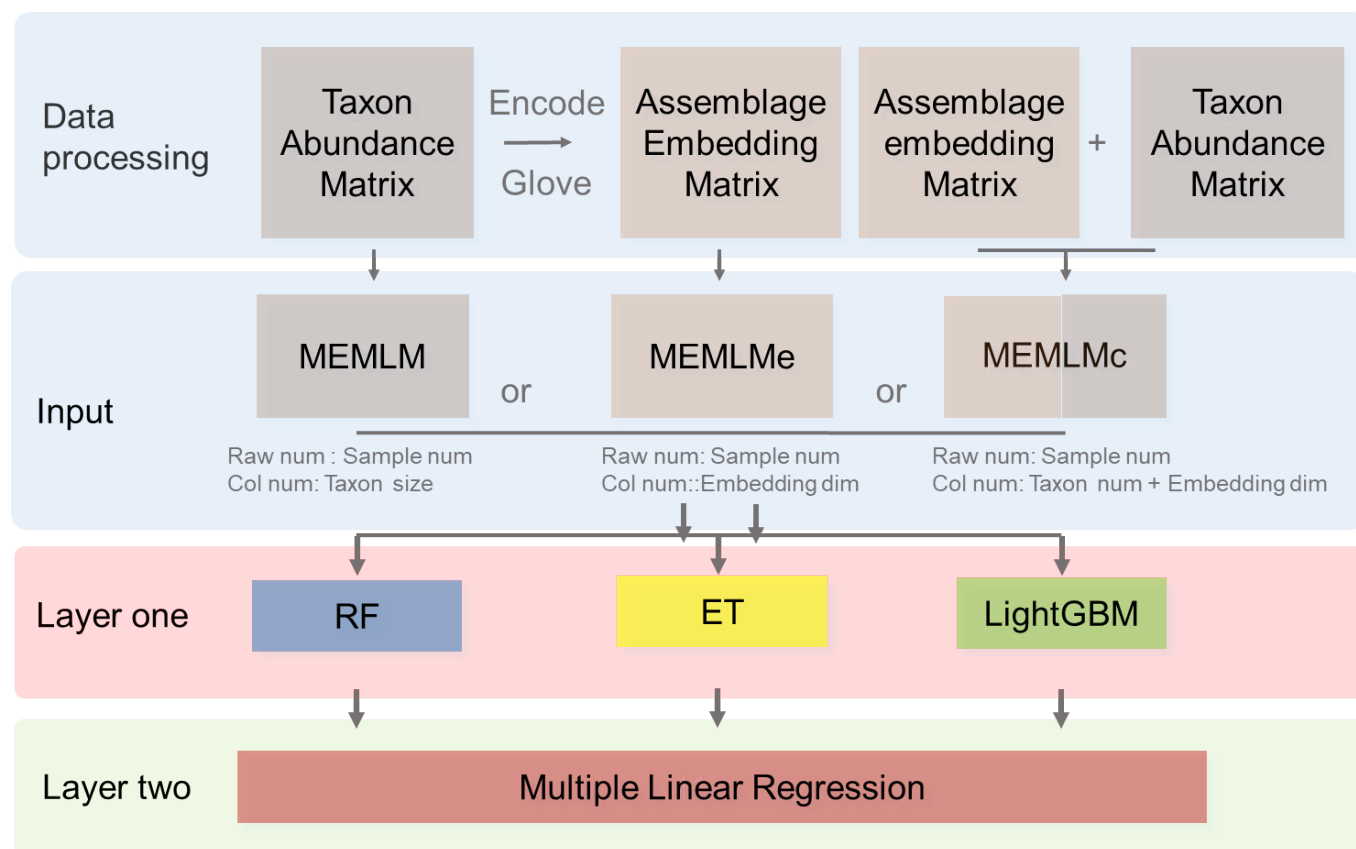 Data
processing
Taxon
Abundance
Matrix
Encode
Glove
Assemblage
Embedding
Matrix
Assemblage
embedding
Matrix
+
Taxon
Abundance
Matrix
Input
MEMLM
or
MEMLMe
or
MEMLMc
Raw num : Sample num
Col num: Taxon size
Raw num: Sample num
Col num::Embedding dim
Raw num: Sample num
Col num: Taxon num + Embedding dim
Layer one
RF
ET
LightGBM
Layer two
Multiple Linear Regression